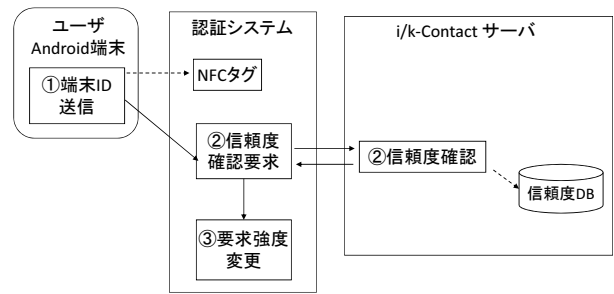 ユーザ
Android端末
①端末ID
送信
認証システム
NFCタグ
②信頼度
確認要求
③要求強度
変更
i/k-Contact サーバ
②信頼度確認
信頼度DB